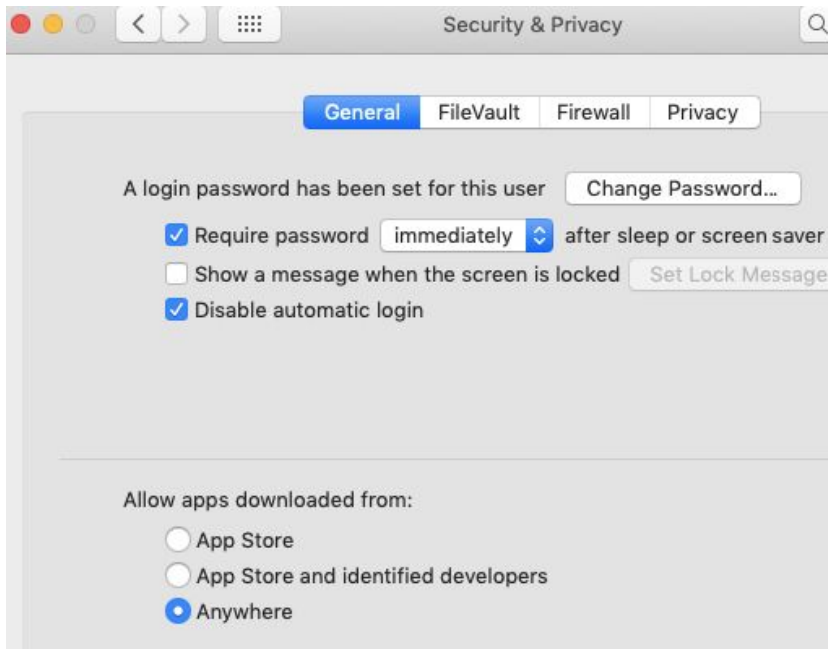 Security & Privacy
General FileVault Firewall Privacy
A login password has been set for this user Change Password...
Require password immediately after sleep or screen saver
Show a message when the screen is locked Set Lock Message
Disable automatic login
Allow apps downloaded from:
App Store
App Store and identified developers
Anywhere